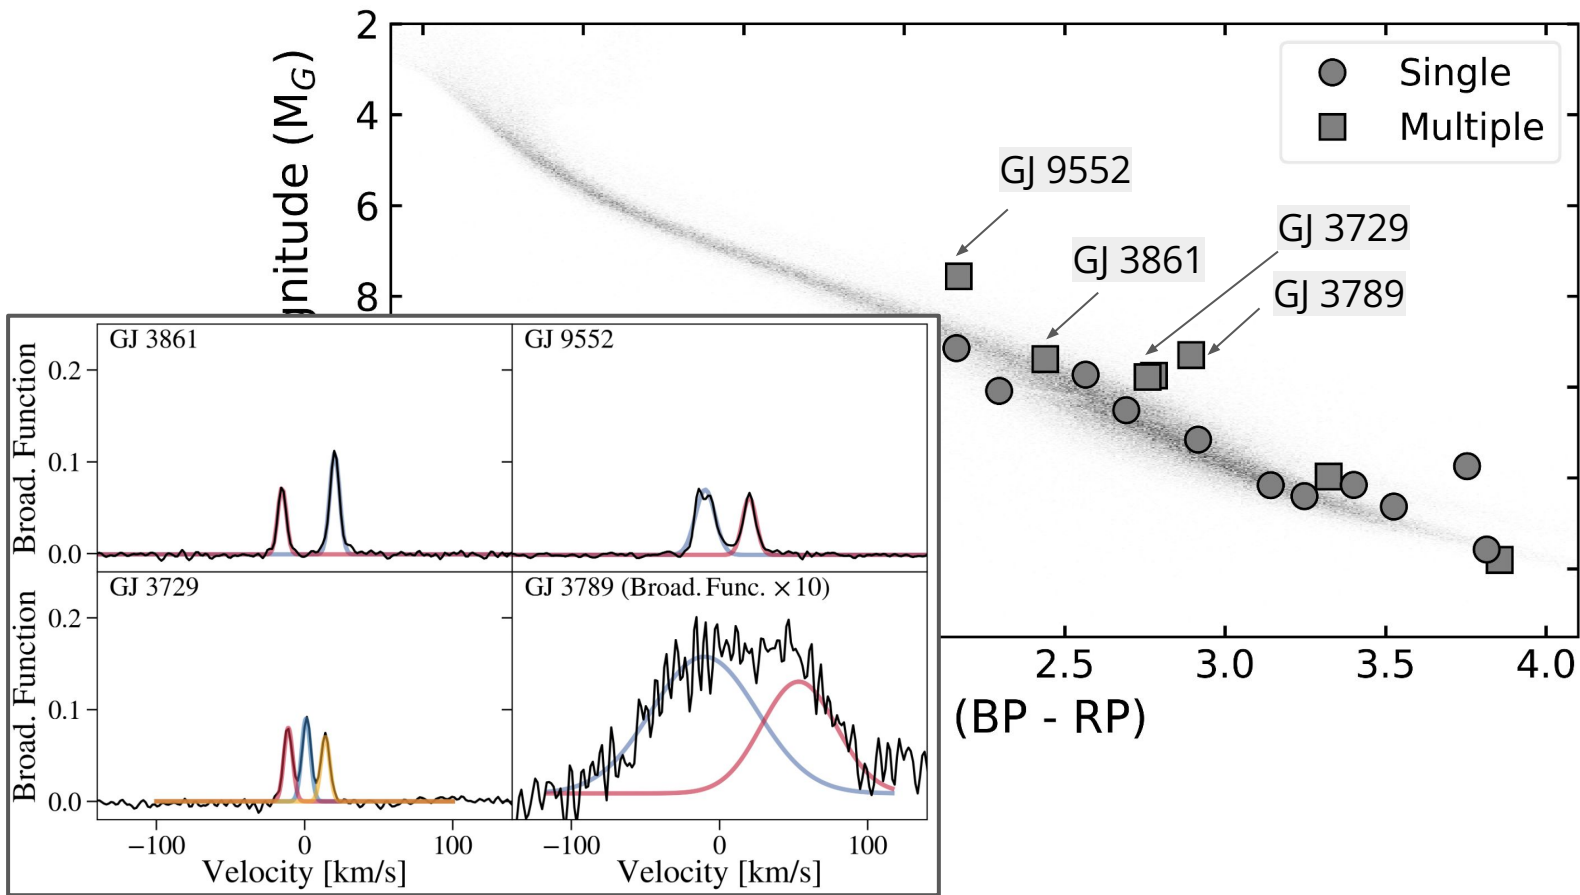 2
4
6
8
gnitude (M_G)
Single
Multiple
GJ 9552
GJ 3729
GJ 3861
GJ 3789
2.5 3.0 3.5 4.0
(BP - RP)
GJ 3861
GJ 9552
0.2
0.1
0.0
Broad. Function
GJ 3729
GJ 3789 (Broad. Func. ×10)
0.2
0.1
0.0
Broad. Function
−100 0 100
−100 0 100
Velocity [km/s]
Velocity [km/s]